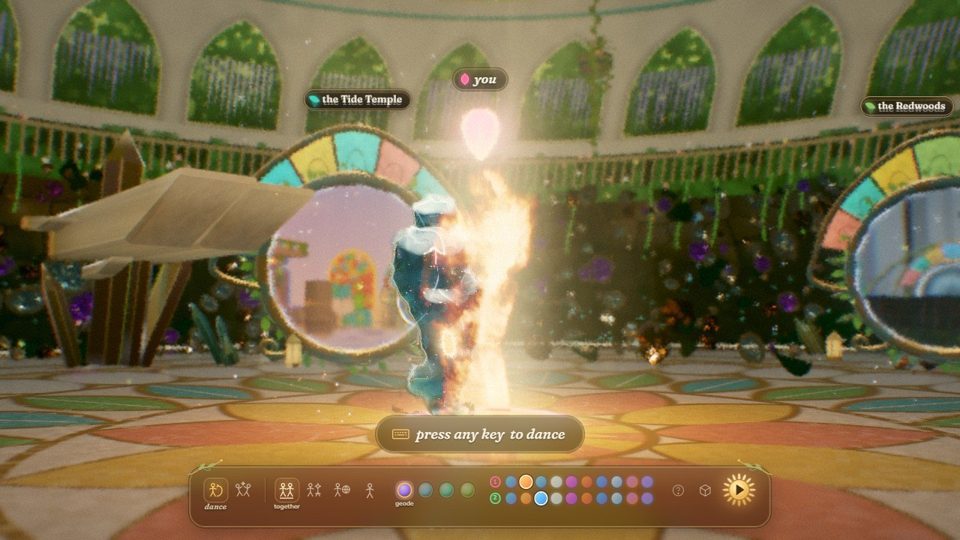 you
the Tide Temple
the Redwoods
press any key to dance
dance
together
geode
1
2
?